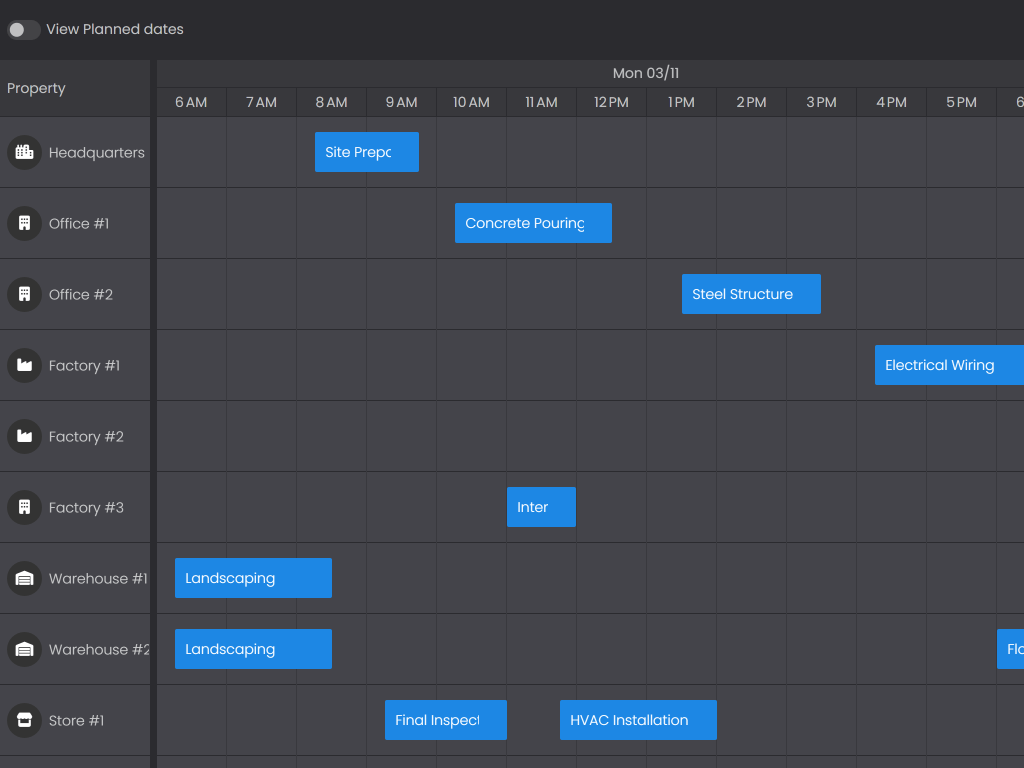 View Planned dates
Property
Mon 03/11
6 AM 7 AM 8 AM 9 AM 10 AM 11 AM 12 PM 1 PM 2 PM 3 PM 4 PM 5 PM 6
Headquarters
Site Prep
Office #1
Concrete Pouring
Office #2
Steel Structure
Factory #1
Electrical Wiring
Factory #2
Factory #3
Inter
Warehouse #1
Landscaping
Warehouse #2
Landscaping
Flo
Store #1
Final Inspect
HVAC Installation